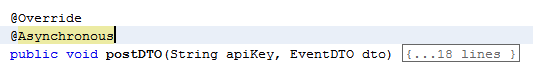 @Override
@Asynchronous
public void postDTO(String apiKey, EventDTO dto) {...18 lines }